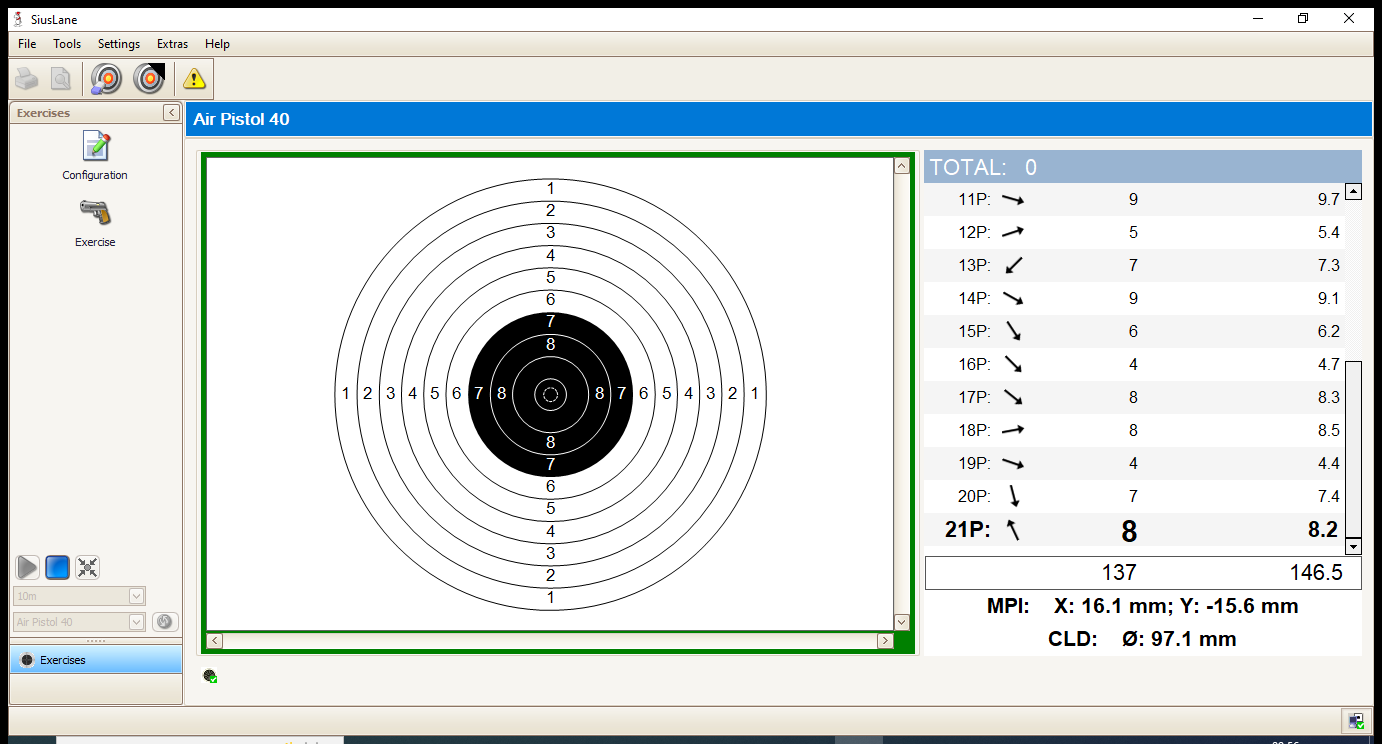 SiusLane
File Tools Settings Extras Help
Exercises
Configuration
Exercise
10m
Air Pistol 40
Exercises
Air Pistol 40
1
2
3
4
5
6
7
8
1 2 3 4 5 6 7 8 8 7 6 5 4 3 2 1
8
7
6
5
4
3
2
1
TOTAL: 0
11P: 9 9.7
12P: 5 5.4
13P: 7 7.3
14P: 9 9.1
15P: 6 6.2
16P: 4 4.7
17P: 8 8.3
18P: 8 8.5
19P: 4 4.4
20P: 7 7.4
21P: 8 8.2
137 146.5
MPI: X: 16.1 mm; Y: -15.6 mm
CLD: Ø: 97.1 mm